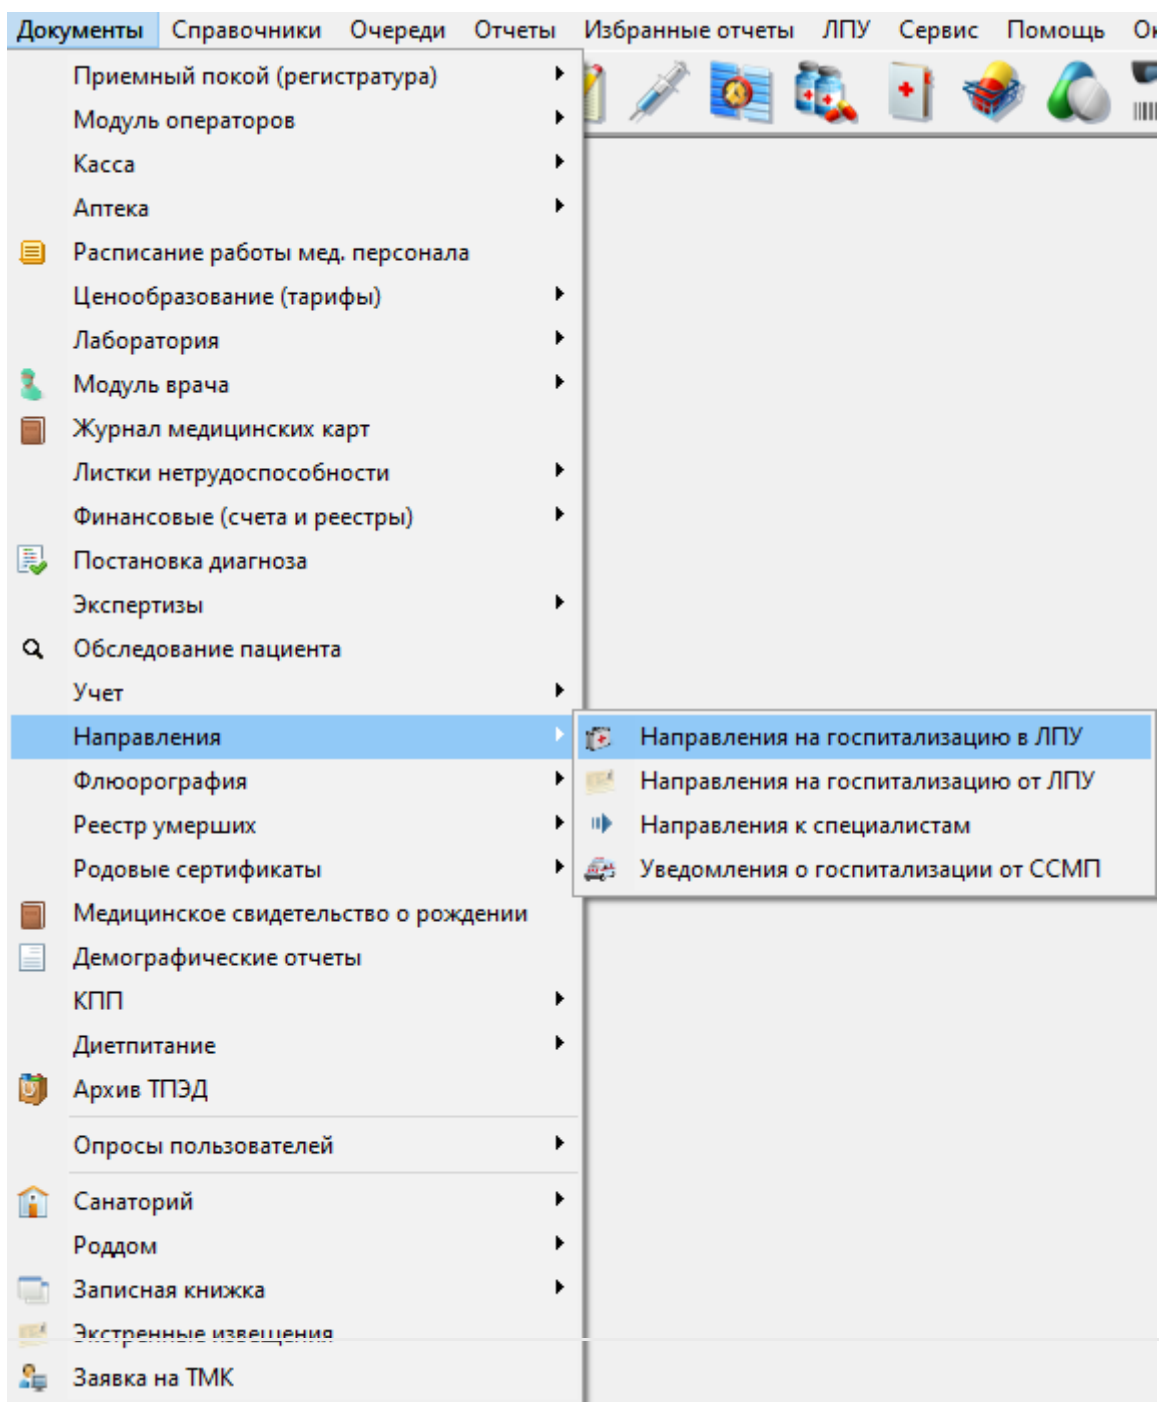 Документы Справочники Очереди Отчеты Избранные отчеты ЛПУ Сервис Помощь
Приемный покой (регистратура)
Модуль операторов
Касса
Аптека
Расписание работы мед. персонала
Ценообразование (тарифы)
Лаборатория
Модуль врача
Журнал медицинских карт
Листки нетрудоспособности
Финансовые (счета и реестры)
Постановка диагноза
Экспертизы
Обследование пациента
Учет
Направления
Направления на госпитализацию в ЛПУ
Направления на госпитализацию от ЛПУ
Направления к специалистам
Уведомления о госпитализации от ССМП
Флюорография
Реестр умерших
Родовые сертификаты
Медицинское свидетельство о рождении
Демографические отчеты
КПП
Диетпитание
Архив ТПЭД
Опросы пользователей
Санаторий
Роддом
Записная книжка
Экстренные извещения
Заявка на ТМК